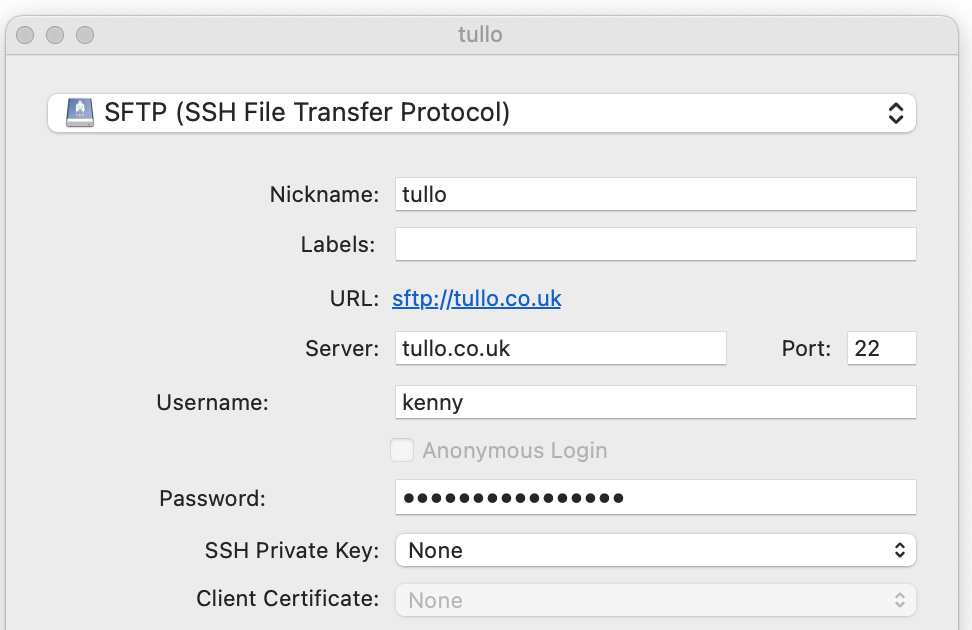 tullo
SFTP (SSH File Transfer Protocol)
Nickname: tullo
Labels:
URL: sftp://tullo.co.uk
Server: tullo.co.uk Port: 22
Username: kenny
Anonymous Login
Password: ••••••••••••••••
SSH Private Key: None
Client Certificate: None